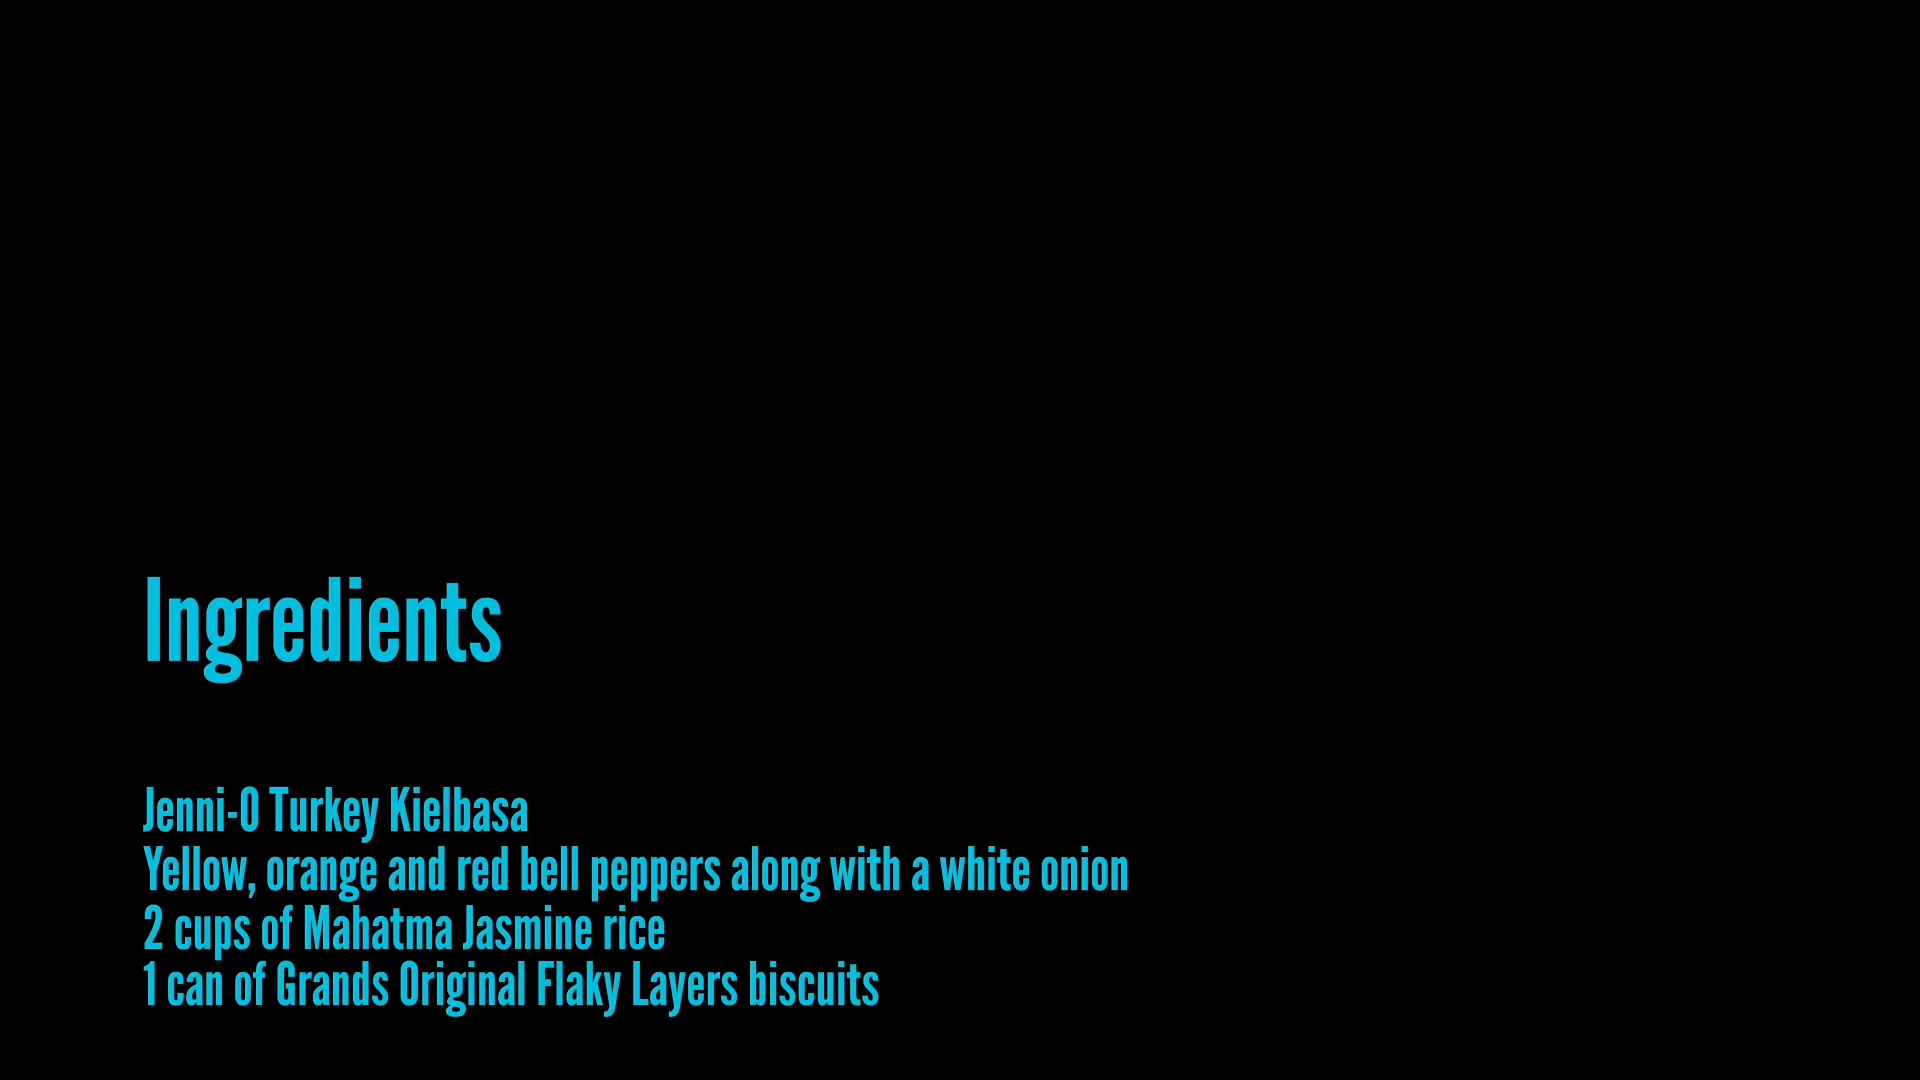 Ingredients
Jenni-O Turkey Kielbasa
Yellow, orange and red bell peppers along with a white onion
2 cups of Mahatma Jasmine rice
1 can of Grands Original Flaky Layers biscuits